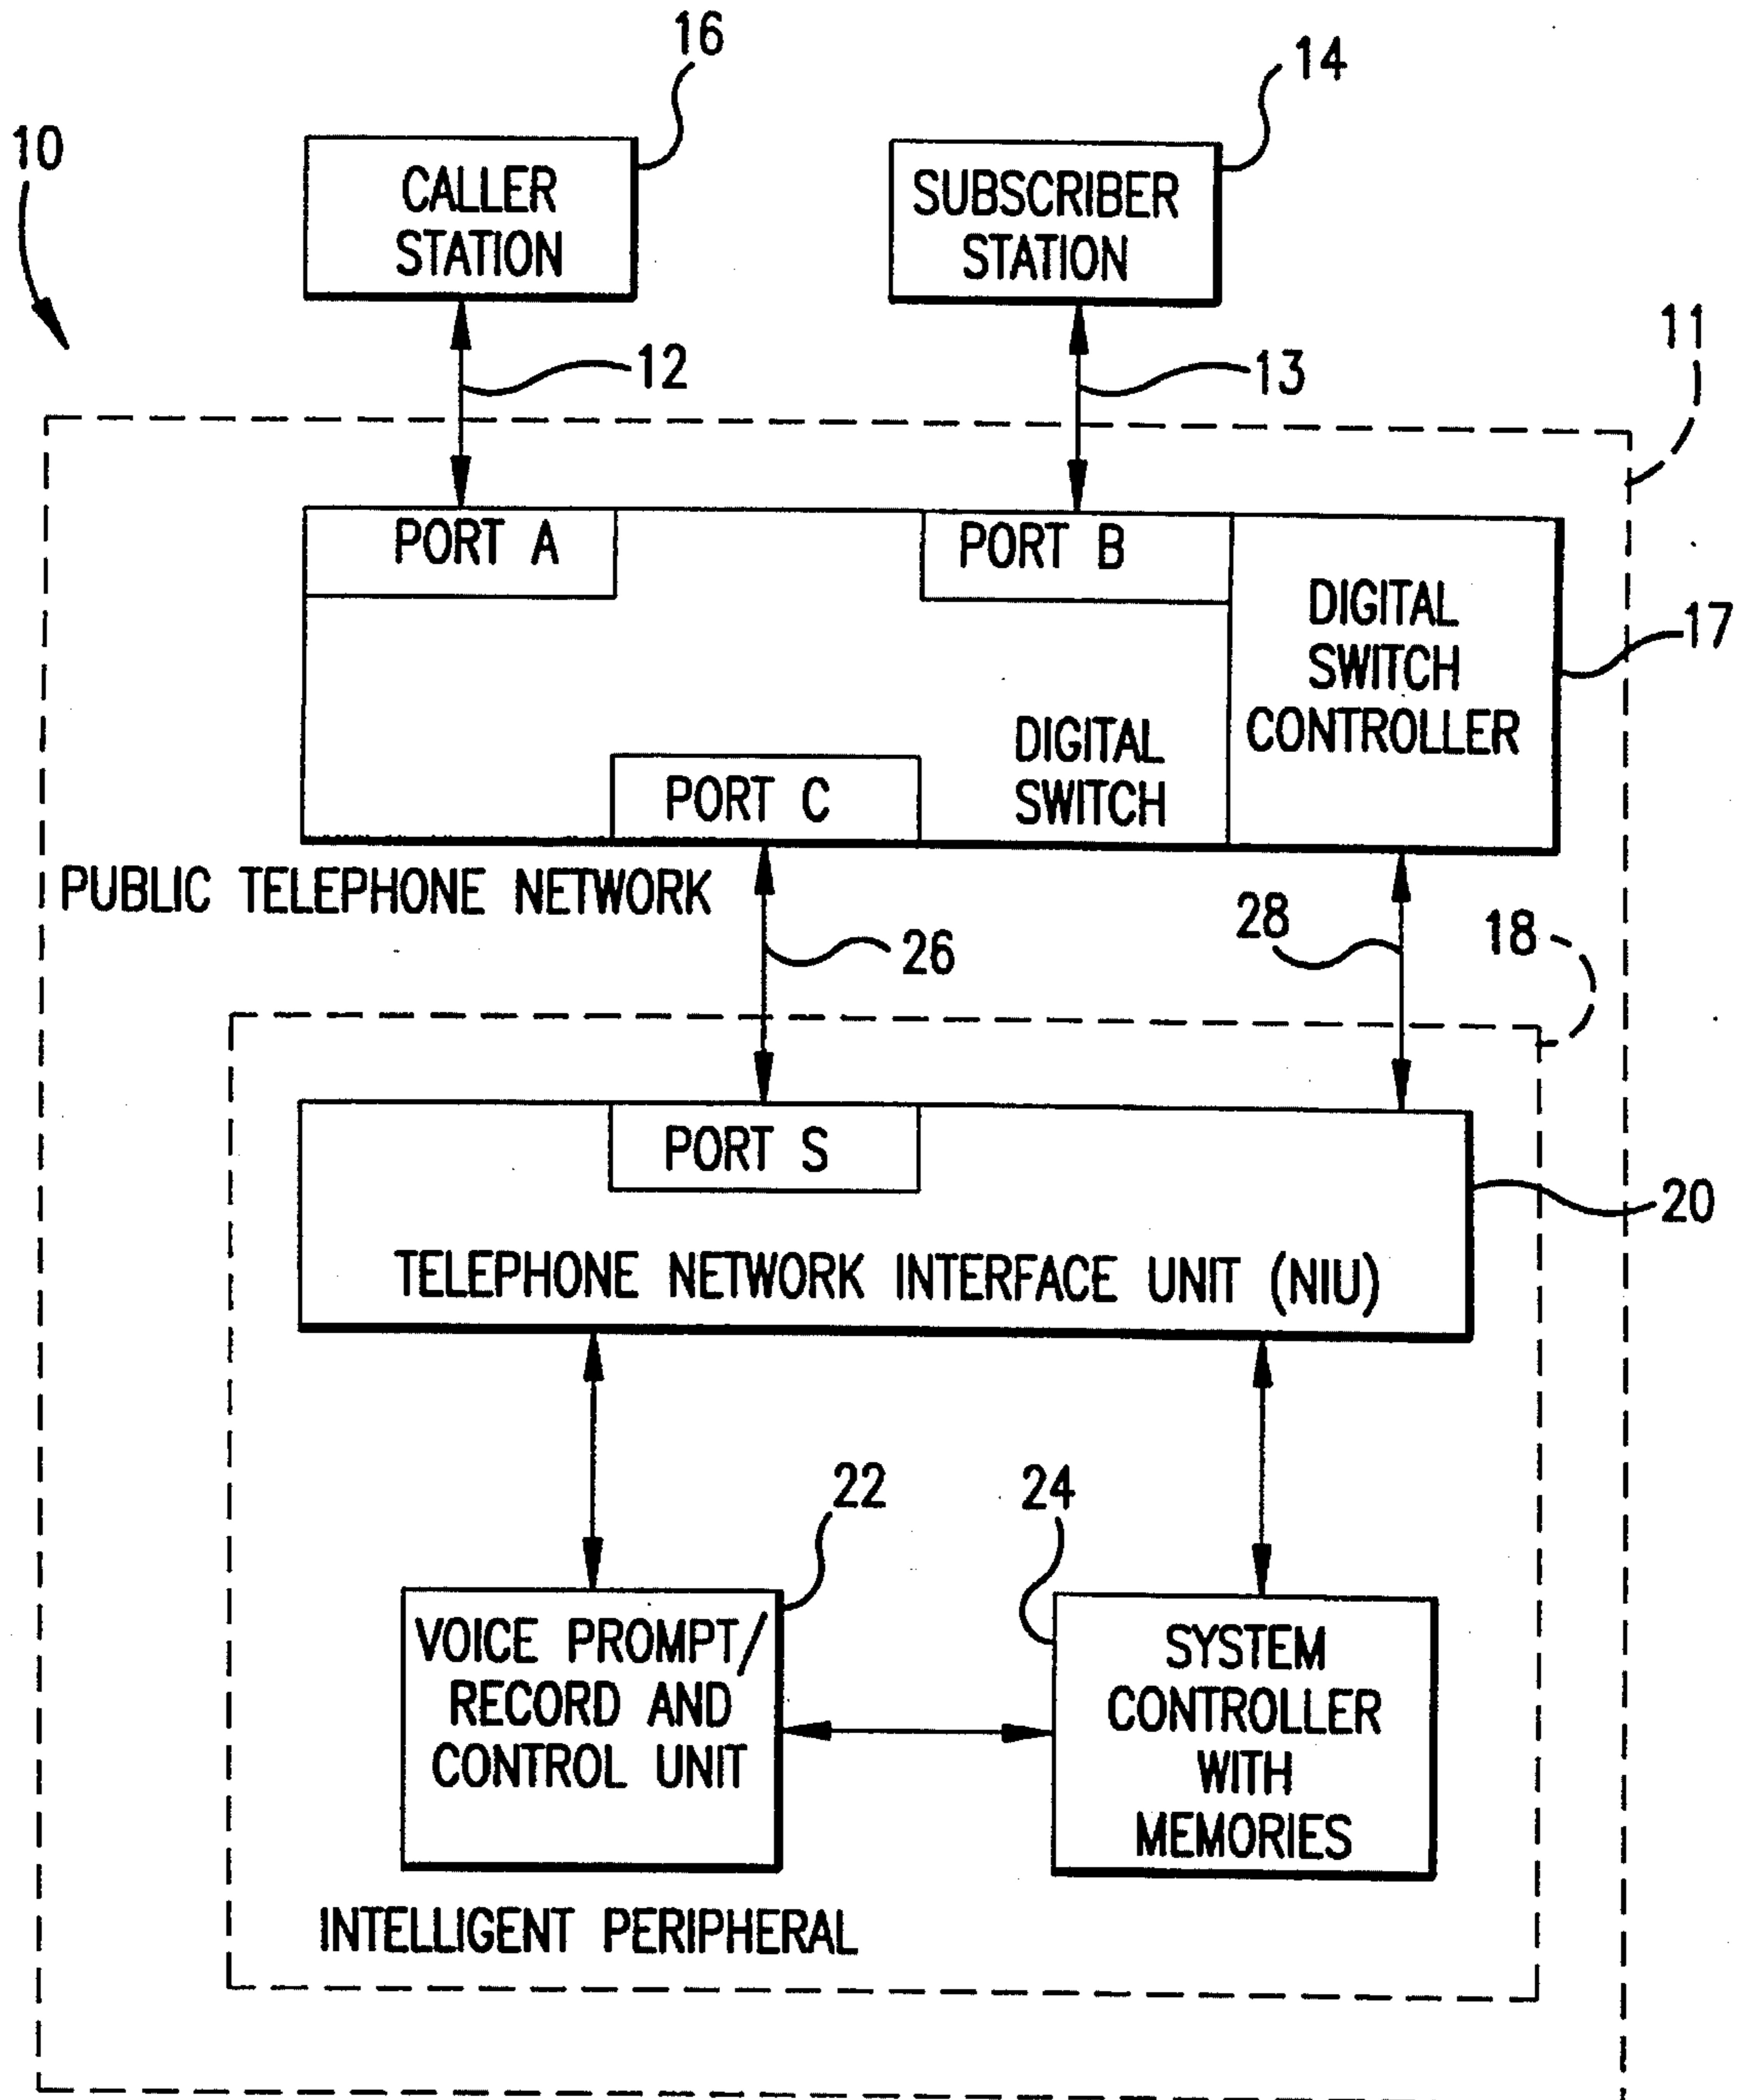 16
14
10
CALLER
STATION
SUBSCRIBER
STATION
11
12
13
PORT A
PORT B
DIGITAL
SWITCH
CONTROLLER
17
DIGITAL
SWITCH
PORT C
PUBLIC TELEPHONE NETWORK
26
28
18
PORT S
20
TELEPHONE NETWORK INTERFACE UNIT (NIU)
22
24
VOICE PROMPT/
RECORD AND
CONTROL UNIT
SYSTEM
CONTROLLER
WITH
MEMORIES
INTELLIGENT PERIPHERAL